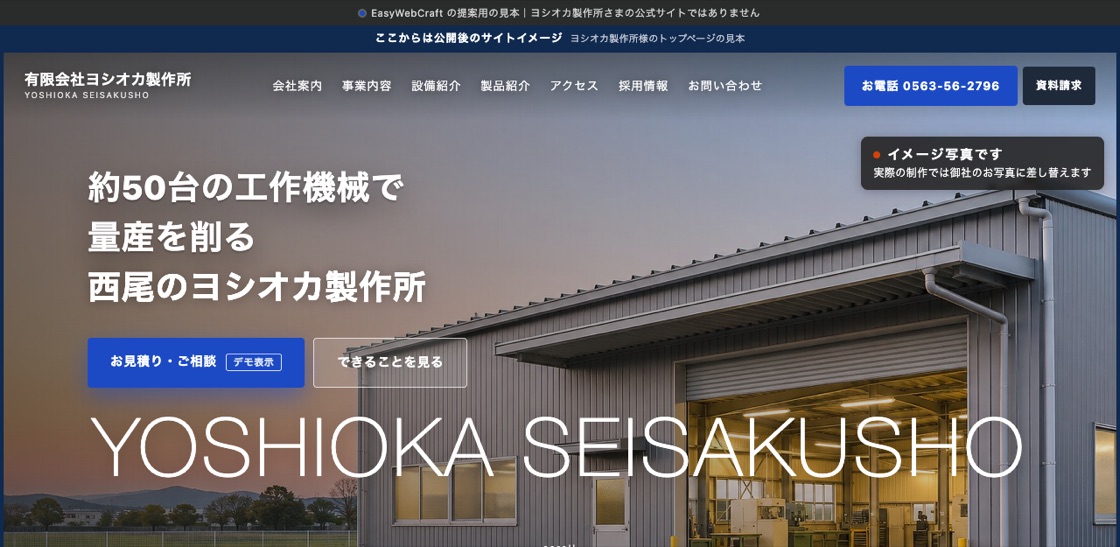 EasyWebCraft の提案用の見本｜ヨシオカ製作所さまの公式サイトではありません
ここからは公開後のサイトイメージ ヨシオカ製作所様のトップページの見本
有限会社ヨシオカ製作所
YOSHIOKA SEISAKUSHO
会社案内 事業内容 設備紹介 製品紹介 アクセス 採用情報 お問い合わせ
お電話 0563-56-2796
資料請求
イメージ写真です
実際の制作では御社のお写真に差し替えます
約50台の工作機械で
量産を削る
西尾のヨシオカ製作所
お見積り・ご相談 デモ表示
できることを見る
YOSHIOKA SEISAKUSHO